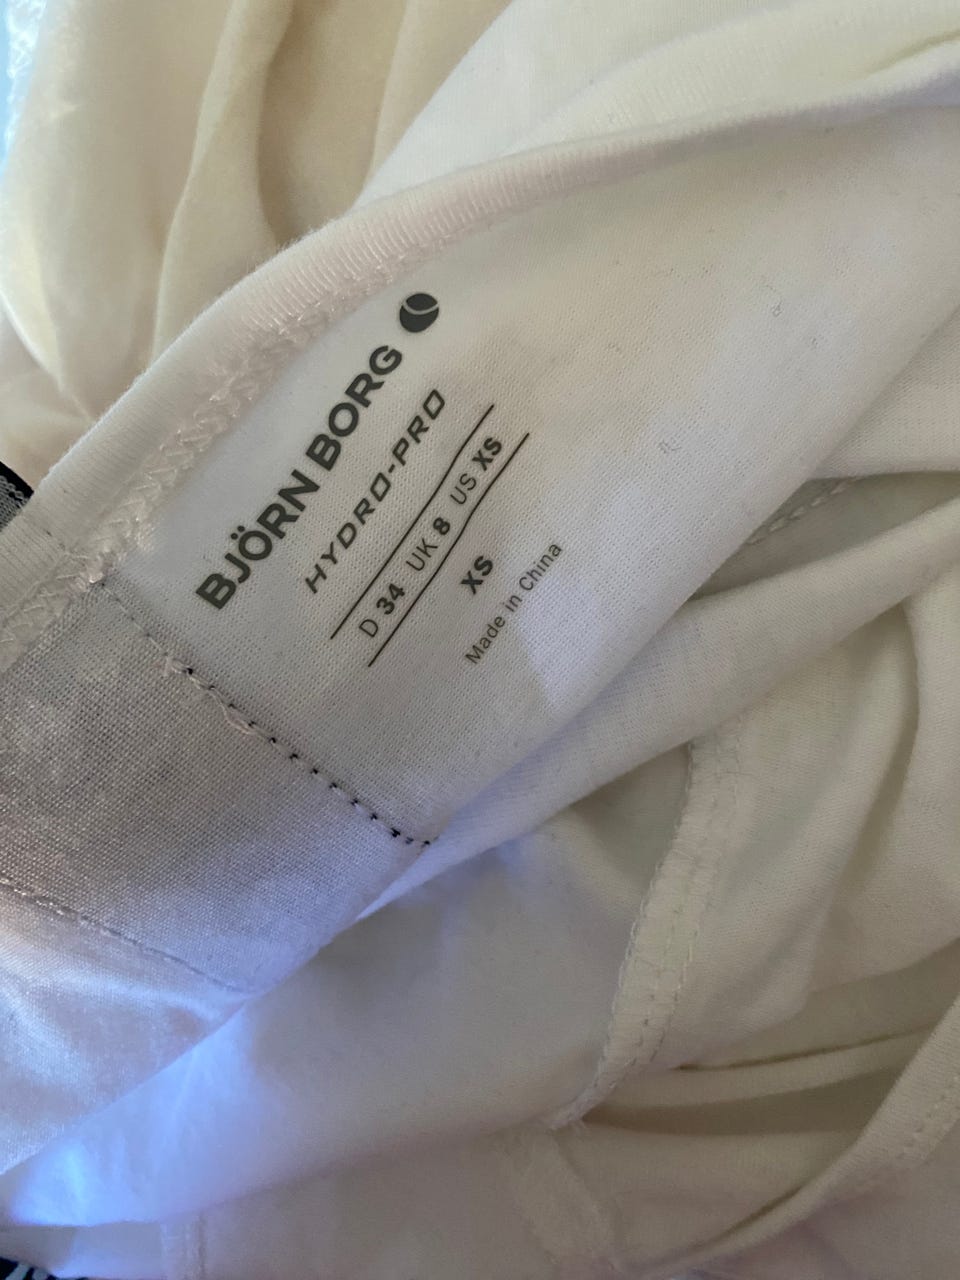 BJÖRN BORG
HYDRO-PRO
D 34 UK 8 US XS
XS
Made in China